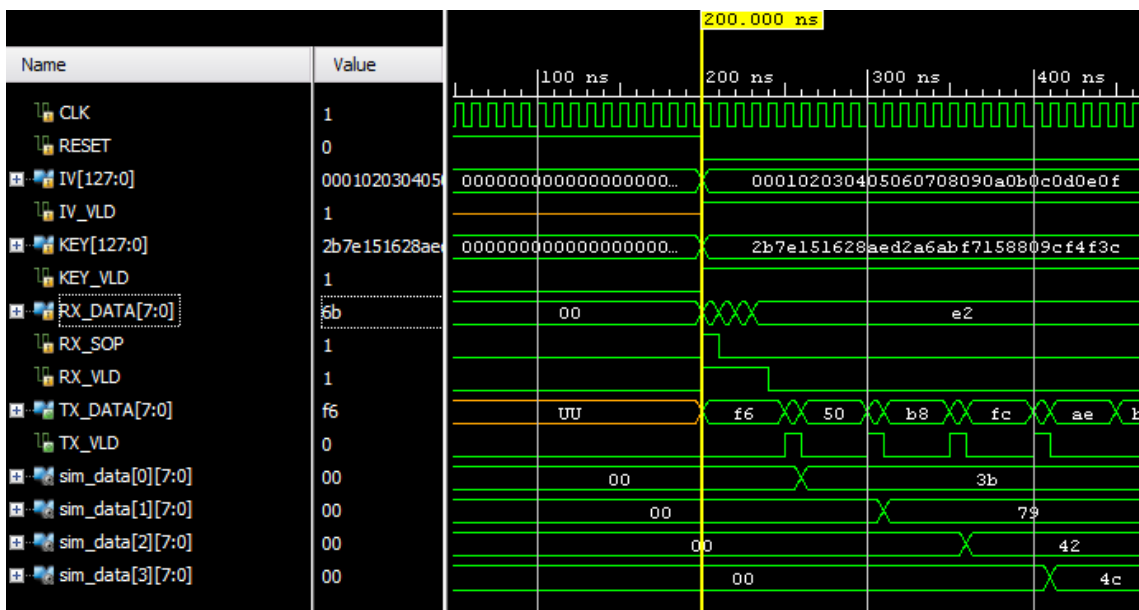 200.000 ns
Name Value
100 ns 200 ns 300 ns 400 ns
CLK 1
RESET 0
IV[127:0] 000102030405 000000000000000000000... 000102030405060708090a0b0c0d0e0f
IV_VLD 1
KEY[127:0] 2b7e151628ae 000000000000000000000... 2b7e151628aed2a6abf7158809cf4f3c
KEY_VLD 1
RX_DATA[7:0] 6b 00 e2
RX_SOP 1
RX_VLD 1
TX_DATA[7:0] f6 UU f6 50 b8 fc ae
TX_VLD 0
sim_data[0][7:0] 00 00 3b
sim_data[1][7:0] 00 00 79
sim_data[2][7:0] 00 00 42
sim_data[3][7:0] 00 00 4c